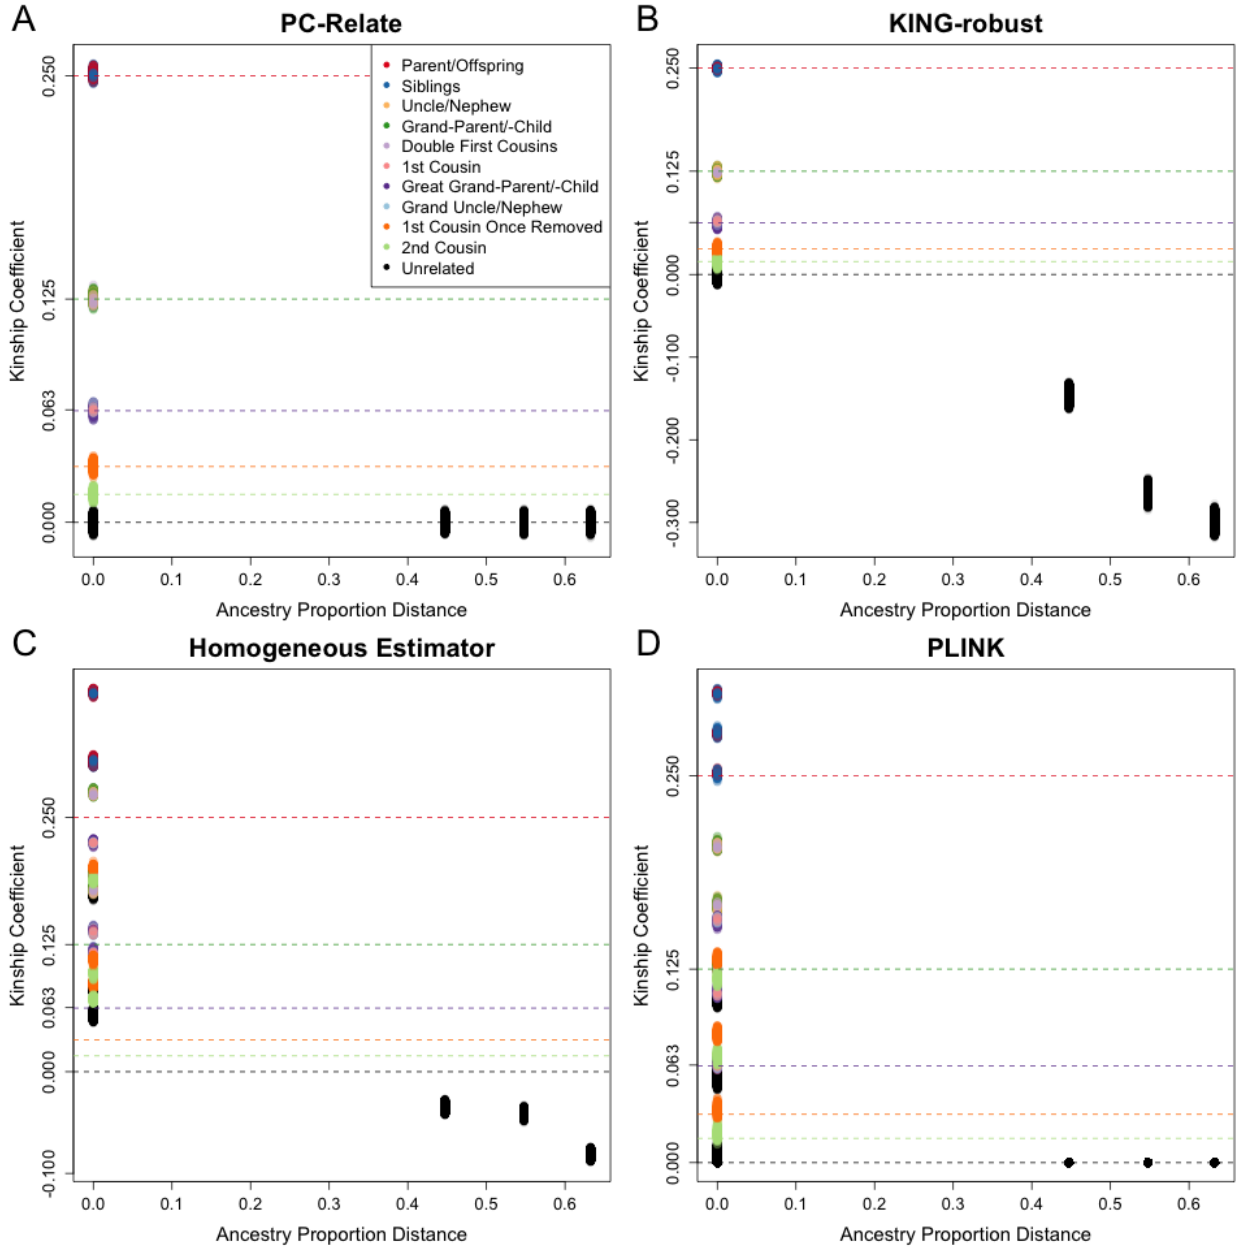 A
PC-Relate
Kinship Coefficient
0.250
0.125
0.063
0.000
Parent/Offspring
Siblings
Uncle/Nephew
Grand-Parent/-Child
Double First Cousins
1st Cousin
Great Grand-Parent/-Child
Grand Uncle/Nephew
1st Cousin Once Removed
2nd Cousin
Unrelated
0.0 0.1 0.2 0.3 0.4 0.5 0.6
Ancestry Proportion Distance
B
KING-robust
Kinship Coefficient
0.250
0.125
0.000
-0.100
-0.200
-0.300
0.0 0.1 0.2 0.3 0.4 0.5 0.6
Ancestry Proportion Distance
C
Homogeneous Estimator
Kinship Coefficient
0.250
0.125
0.063
0.000
-0.100
0.0 0.1 0.2 0.3 0.4 0.5 0.6
Ancestry Proportion Distance
D
PLINK
Kinship Coefficient
0.250
0.125
0.063
0.000
0.0 0.1 0.2 0.3 0.4 0.5 0.6
Ancestry Proportion Distance